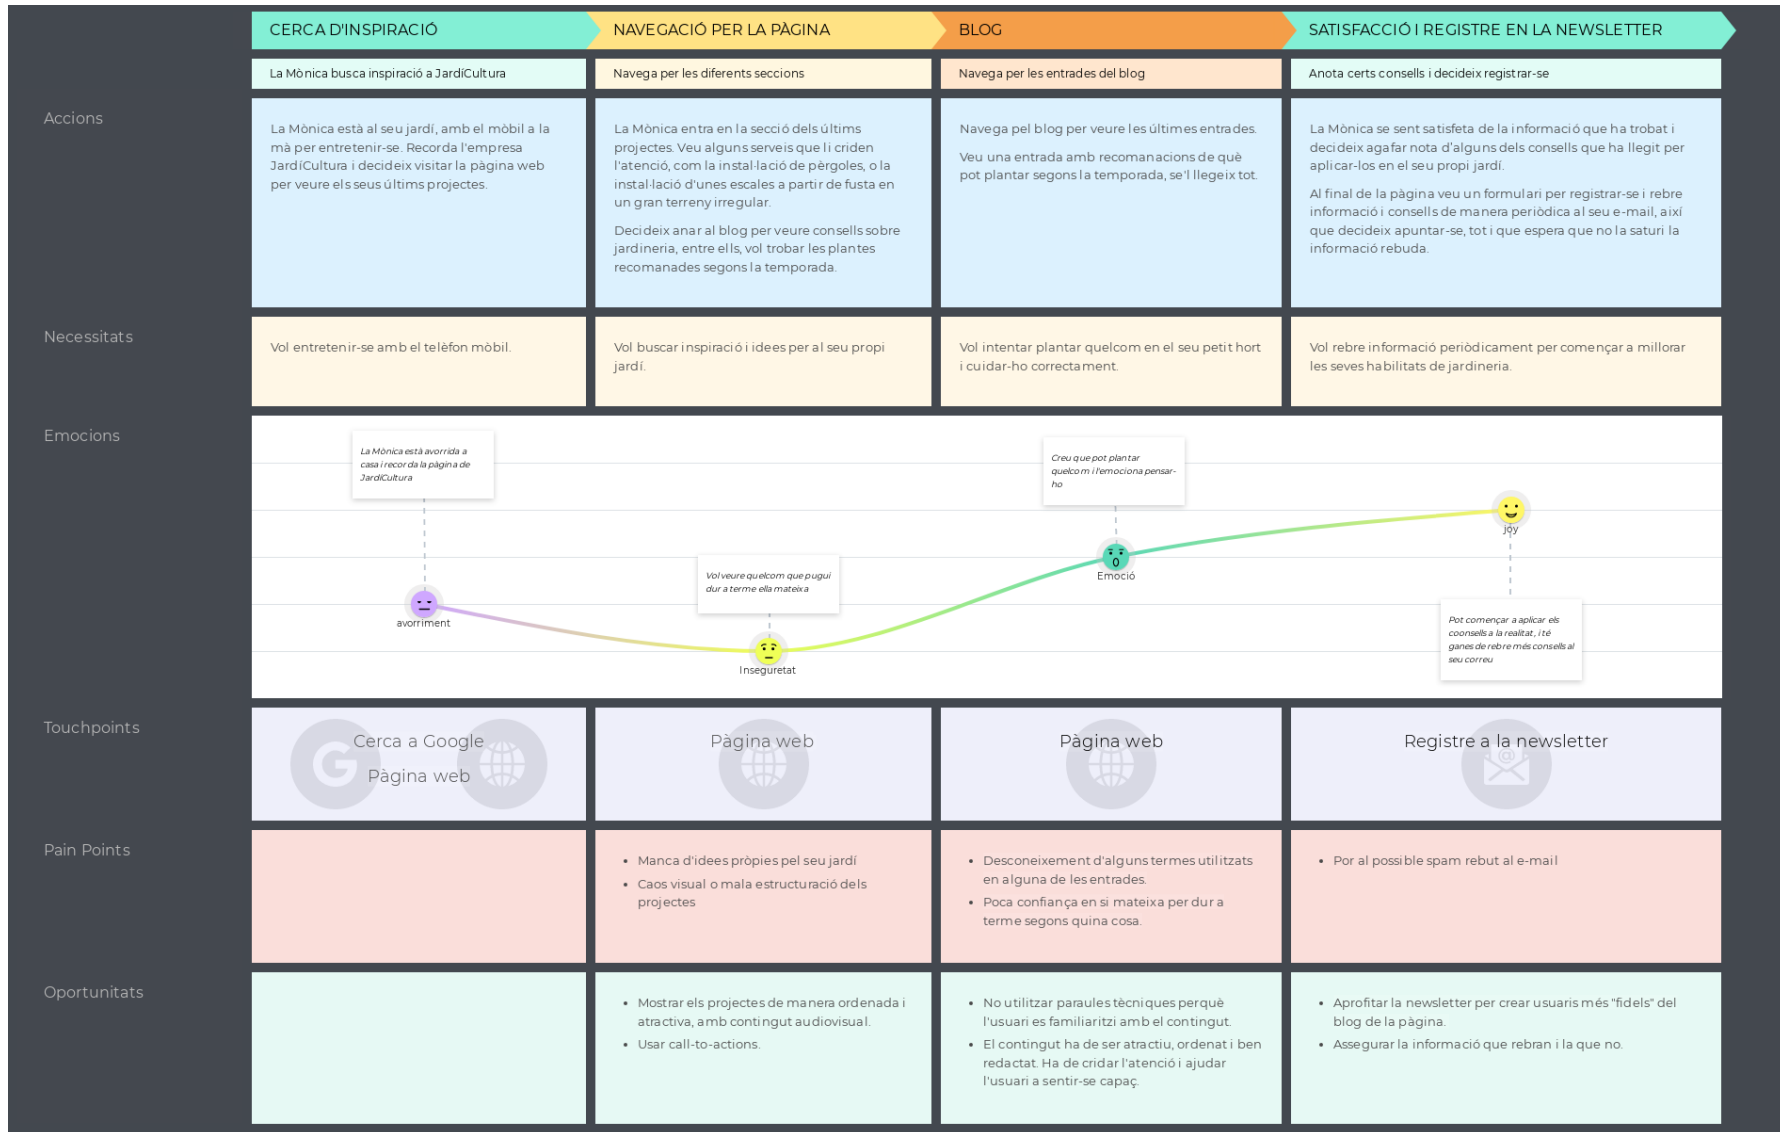 CERCA D'INSPIRACIÓ
NAVEGACIÓ PER LA PÀGINA
BLOG
SATISFACCIÓ I REGISTRE EN LA NEWSLETTER
La Mònica busca inspiració a JardíCultura
Navega per les diferents seccions
Navega per les entrades del blog
Anota certs consells i decideix registrar-se
Accions
La Mònica està al seu jardí, amb el mòbil a la
mà per entretenir-se. Recorda l'empresa
JardíCultura i decideix visitar la pàgina web
per veure els seus últims projectes.
La Mònica entra en la secció dels últims
projectes. Veu alguns serveis que li criden
l'atenció, com la instal·lació de pèrgoles, o la
instal·lació d'unes escales a partir de fusta en
un gran terreny irregular.
Decideix anar al blog per veure consells sobre
jardineria, entre ells, vol trobar les plantes
recomanades segons la temporada.
Navega pel blog per veure les últimes entrades.
Veu una entrada amb recomanacions de què
pot plantar segons la temporada, se'l llegeix tot.
La Mònica se sent satisfeta de la informació que ha trobat i
decideix agafar nota d'alguns dels consells que ha llegit per
aplicar-los en el seu propi jardí.
Al final de la pàgina veu un formulari per registrar-se i rebre
informació i consells de manera periòdica al seu e-mail, així
que decideix apuntar-se, tot i que espera que no la saturi la
informació rebuda.
Necessitats
Vol entretenir-se amb el telèfon mòbil.
Vol buscar inspiració i idees per al seu propi
jardí.
Vol intentar plantar quelcom en el seu petit hort
i cuidar-ho correctament.
Vol rebre informació periòdicament per començar a millorar
les seves habilitats de jardineria.
Emocions
La Mònica està avorrida a
casa i recorda la pàgina de
JardíCultura
avorriment
Vol veure quelcom que pugui
dur a terme ella mateixa
Inseguretat
Creu que pot plantar
quelcom i l'emociona pensar-
ho
Emoció
joy
Pot començar a aplicar els
coonsells a la realitat, i té
ganes de rebre més consells al
seu correu
Touchpoints
Cerca a Google
Pàgina web
Pàgina web
Pàgina web
Registre a la newsletter
Pain Points
• Manca d'idees pròpies pel seu jardí
• Caos visual o mala estructuració dels
projectes
• Desconeixement d'alguns termes utilitzats
en alguna de les entrades.
• Poca confiança en si mateixa per dur a
terme segons quina cosa.
• Por al possible spam rebut al e-mail
Oportunitats
• Mostrar els projectes de manera ordenada i
atractiva, amb contingut audiovisual.
• Usar call-to-actions.
• No utilitzar paraules tècniques perquè
l'usuari es familiaritzi amb el contingut.
• El contingut ha de ser atractiu, ordenat i ben
redactat. Ha de cridar l'atenció i ajudar
l'usuari a sentir-se capaç.
• Aprofitar la newsletter per crear usuaris més "fidels" del
blog de la pàgina.
• Assegurar la informació que rebran i la que no.